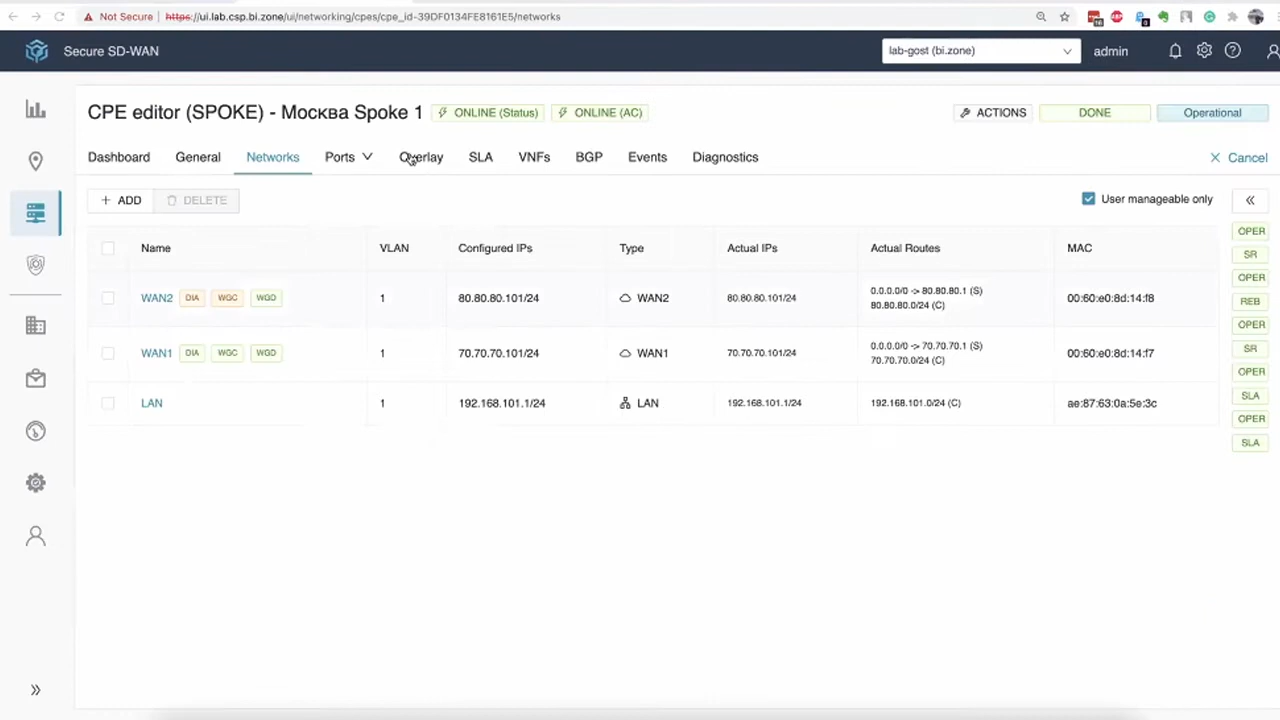 Not Secure | https://ui.lab.csp.bi.zone/ui/networking/cpes/cpe_id-39DF0134FE8161E5/networks
Secure SD-WAN
lab-gost (bi.zone)
admin
CPE editor (SPOKE) - Москва Spoke 1
ONLINE (Status)
ONLINE (AC)
ACTIONS
DONE
Operational
Dashboard General Networks Ports Overlay SLA VNFs BGP Events Diagnostics
Cancel
+ ADD
DELETE
User manageable only
Name VLAN Configured IPs Type Actual IPs Actual Routes MAC
WAN2 DIA WGC WGD 1 80.80.80.101/24 WAN2 80.80.80.101/24 0.0.0.0/0 -> 80.80.80.1 (S)
80.80.80.0/24 (C)
00:60:e0:8d:14:f8
WAN1 DIA WGC WGD 1 70.70.70.101/24 WAN1 70.70.70.101/24 0.0.0.0/0 -> 70.70.70.1 (S)
70.70.70.0/24 (C)
00:60:e0:8d:14:f7
LAN 1 192.168.101.1/24 LAN 192.168.101.1/24 192.168.101.0/24 (C) ae:87:63:0a:5e:3c
OPER
SR
OPER
REB
OPER
SR
OPER
SLA
OPER
SLA